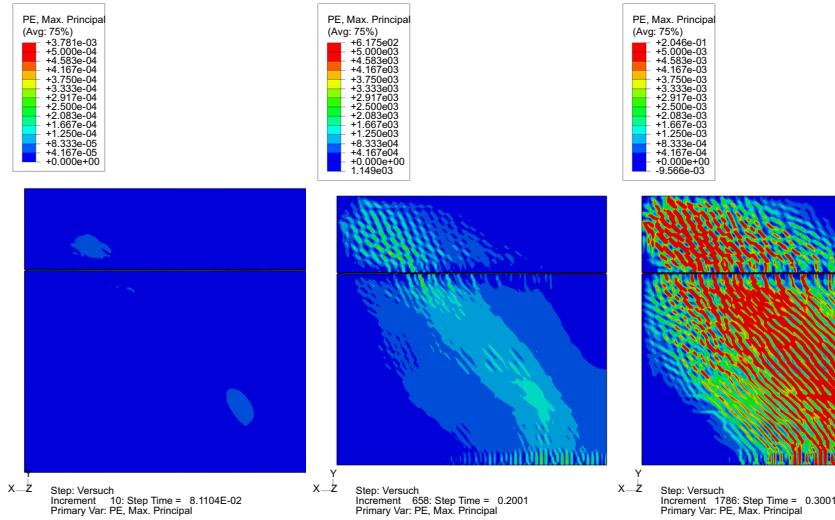 PE, Max. Principal
(Avg: 75%)
+3.781e-03
+5.000e-04
+4.583e-04
+4.167e-04
+3.750e-04
+3.333e-04
+2.917e-04
+2.500e-04
+2.083e-04
+1.667e-04
+1.250e-04
+8.333e-05
+4.167e-05
+0.000e+00
PE, Max. Principal
(Avg: 75%)
+6.175e02
+5.000e03
+4.583e03
+4.167e03
+3.750e03
+3.333e03
+2.917e03
+2.500e03
+2.083e03
+1.667e03
+1.250e03
+8.333e04
+4.167e04
+0.000e+00
1.149e03
PE, Max. Principal
(Avg: 75%)
+2.046e-01
+5.000e-03
+4.583e-03
+4.167e-03
+3.750e-03
+3.333e-03
+2.917e-03
+2.500e-03
+2.083e-03
+1.667e-03
+1.250e-03
+8.333e-04
+4.167e-04
+0.000e+00
-9.566e-03
Y
X Z
Step: Versuch
Increment 10: Step Time = 8.1104E-02
Primary Var: PE, Max. Principal
Y
X Z
Step: Versuch
Increment 658: Step Time = 0.2001
Primary Var: PE, Max. Principal
Y
X Z
Step: Versuch
Increment 1786: Step Time = 0.3001
Primary Var: PE, Max. Principal